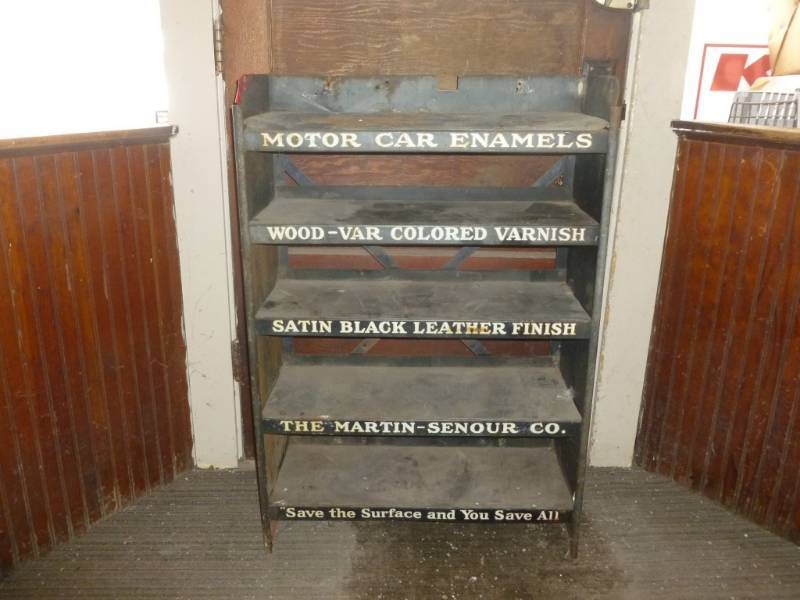 MOTOR CAR ENAMELS
WOOD-VAR COLORED VARNISH
SATIN BLACK LEATHER FINISH
THE MARTIN-SENOUR CO.
"Save the Surface and You Save All